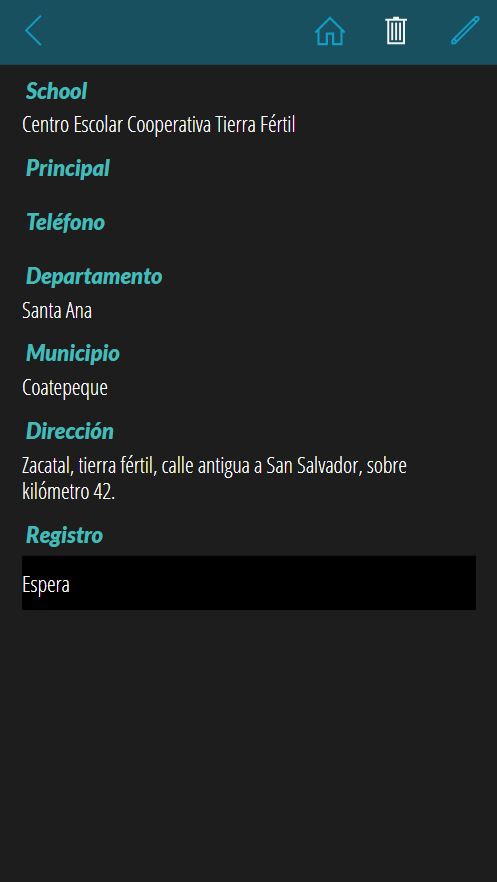 School
Centro Escolar Cooperativa Tierra Fértil
Principal
Teléfono
Departamento
Santa Ana
Municipio
Coatepeque
Dirección
Zacatal, tierra fértil, calle antigua a San Salvador, sobre
kilómetro 42.
Registro
Espera